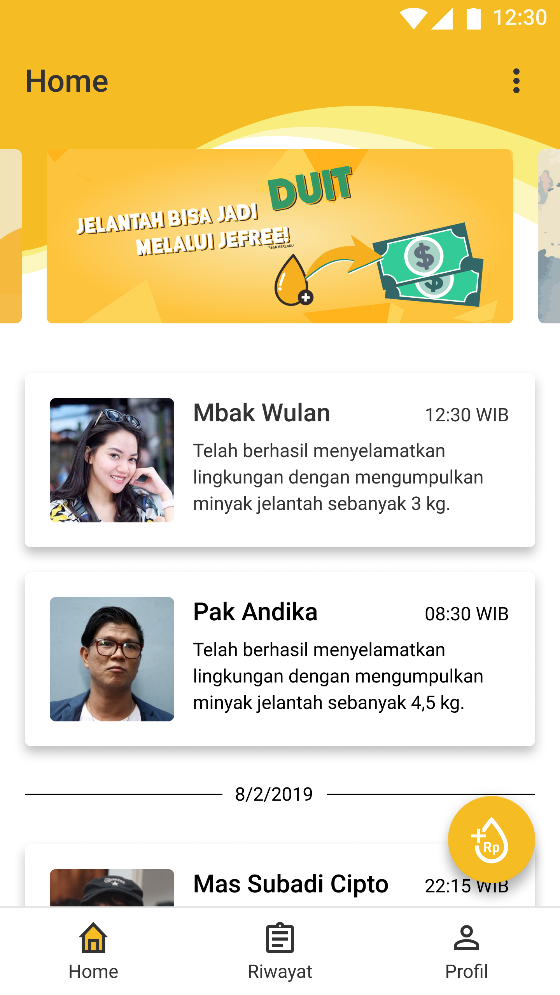 12:30
Home
DUIT
JELANTAH BISA JADI
MELALUI JEFREE!
Mbak Wulan
12:30 WIB
Telah berhasil menyelamatkan
lingkungan dengan mengumpulkan
minyak jelantah sebanyak 3 kg.
Pak Andika
08:30 WIB
Telah berhasil menyelamatkan
lingkungan dengan mengumpulkan
minyak jelantah sebanyak 4,5 kg.
8/2/2019
Rp
Mas Subadi Cipto
22:15 WIB
Home
Riwayat
Profil